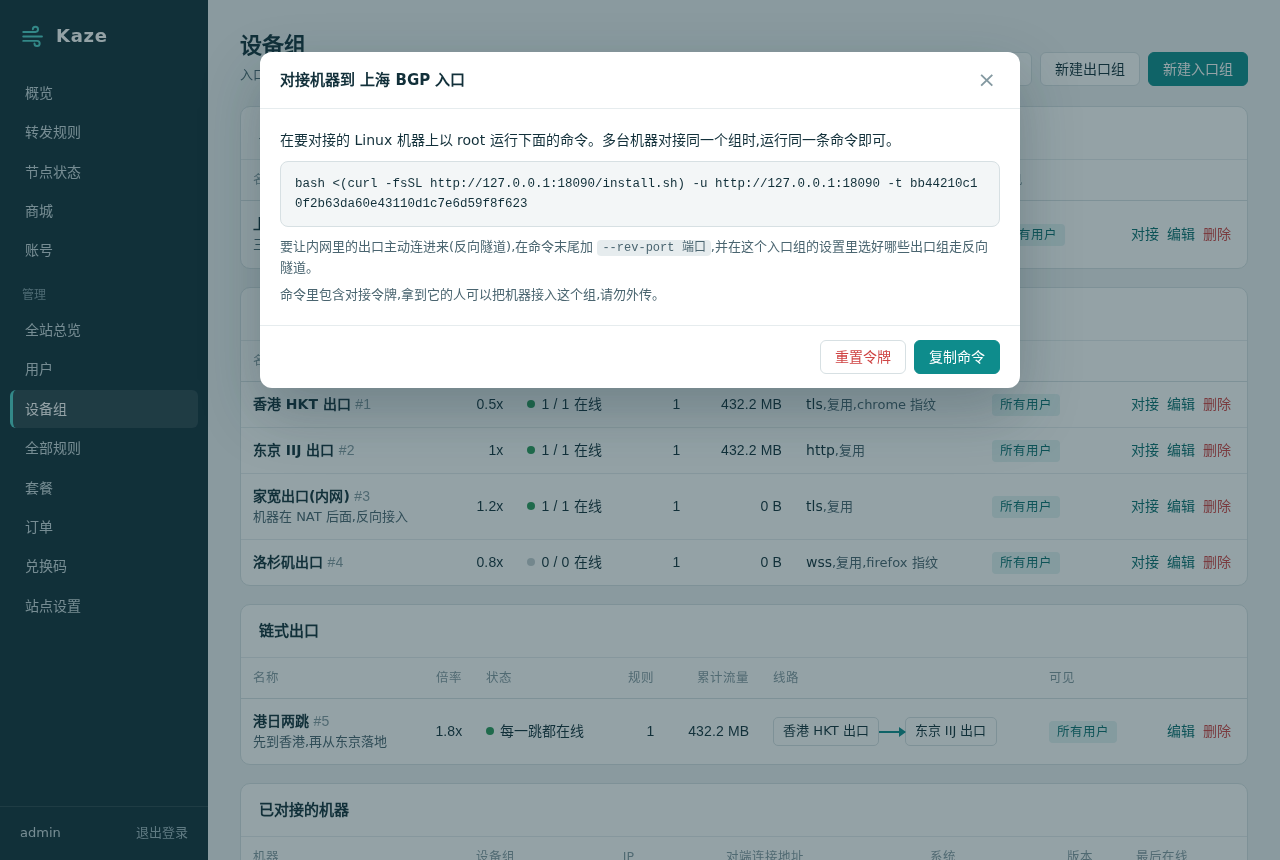 Kaze
概览
转发规则
节点状态
商城
账号
管理
全站总览
用户
设备组
全部规则
套餐
订单
兑换码
站点设置
admin
退出登录
设备组
新建出口组
新建入口组
对接机器到 上海 BGP 入口
在要对接的 Linux 机器上以 root 运行下面的命令。多台机器对接同一个组时,运行同一条命令即可。
bash <(curl -fsSL http://127.0.0.1:18090/install.sh) -u http://127.0.0.1:18090 -t bb44210c1
0f2b63da60e43110d1c7e6d59f8f623
要让内网里的出口主动连进来(反向隧道),在命令末尾加 --rev-port 端口,并在这个入口组的设置里选好哪些出口组走反向
隧道。
命令里包含对接令牌,拿到它的人可以把机器接入这个组,请勿外传。
重置令牌 复制命令
有用户 对接 编辑 删除
香港 HKT 出口 #1 0.5x 1 / 1 在线 1 432.2 MB tls,复用,chrome 指纹 所有用户 对接 编辑 删除
东京 IIJ 出口 #2 1x 1 / 1 在线 1 432.2 MB http,复用 所有用户 对接 编辑 删除
家宽出口(内网) #3 1.2x 1 / 1 在线 1 0 B tls,复用 所有用户 对接 编辑 删除
机器在 NAT 后面,反向接入
洛杉矶出口 #4 0.8x 0 / 0 在线 1 0 B wss,复用,firefox 指纹 所有用户 对接 编辑 删除
链式出口
名称 倍率 状态 规则 累计流量 线路 可见
港日两跳 #5 1.8x 每一跳都在线 1 432.2 MB 香港 HKT 出口 东京 IIJ 出口 所有用户 编辑 删除
先到香港,再从东京落地
已对接的机器
机器 设备组 IP 对端连接地址 系统 版本 最后在线